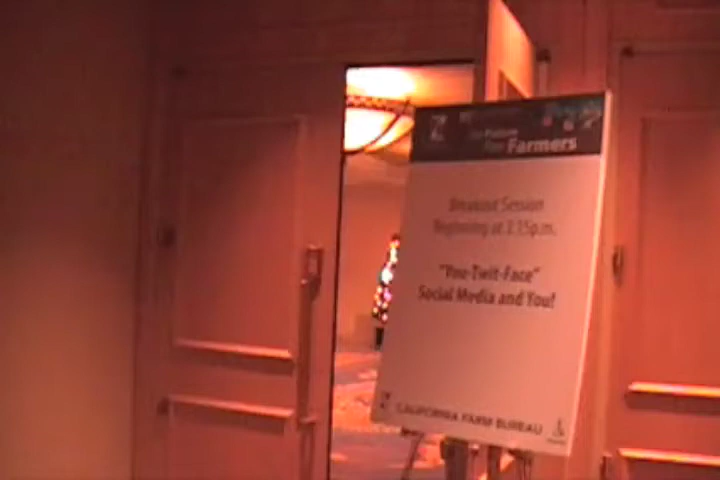 Farmers
Breakout Session
Beginning at 3:15p.m.
"You-Twit-Face"
Social Media and You!
CALIFORNIA FARM BUREAU